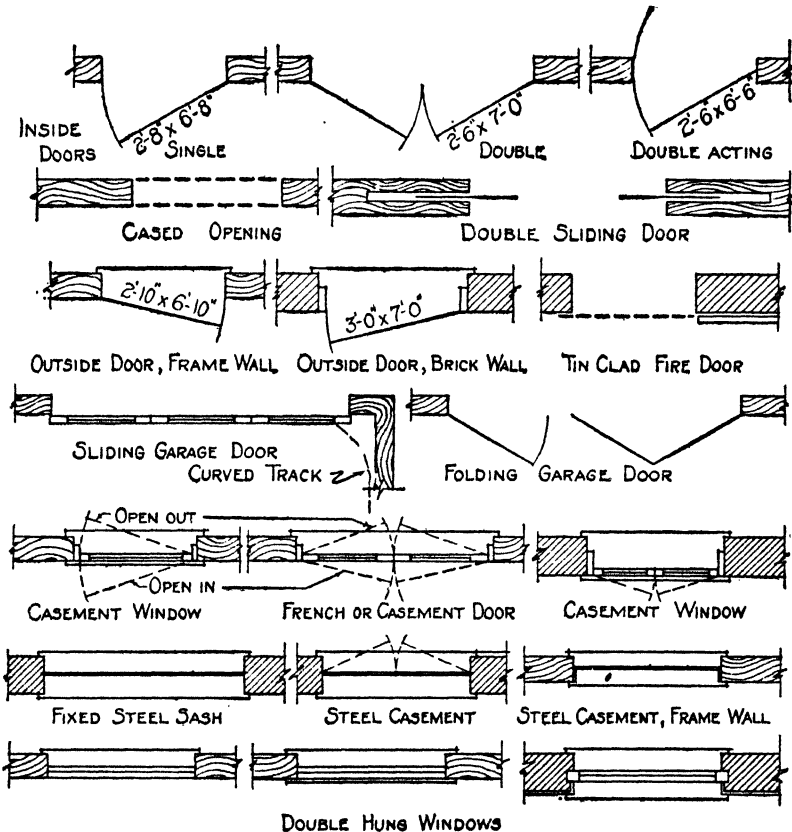 2'-8" x 6'-8"
2'-6" x 7'-0"
2'-6" x 6'-6"
INSIDE
DOORS
SINGLE
DOUBLE
DOUBLE ACTING
CASED OPENING
DOUBLE SLIDING DOOR
2'-10" x 6'-10"
3'-0" x 7'-0"
OUTSIDE DOOR, FRAME WALL
OUTSIDE DOOR, BRICK WALL
TIN CLAD FIRE DOOR
SLIDING GARAGE DOOR
CURVED TRACK
FOLDING GARAGE DOOR
OPEN OUT
OPEN IN
CASEMENT WINDOW
FRENCH OR CASEMENT DOOR
CASEMENT WINDOW
FIXED STEEL SASH
STEEL CASEMENT
STEEL CASEMENT, FRAME WALL
DOUBLE HUNG WINDOWS